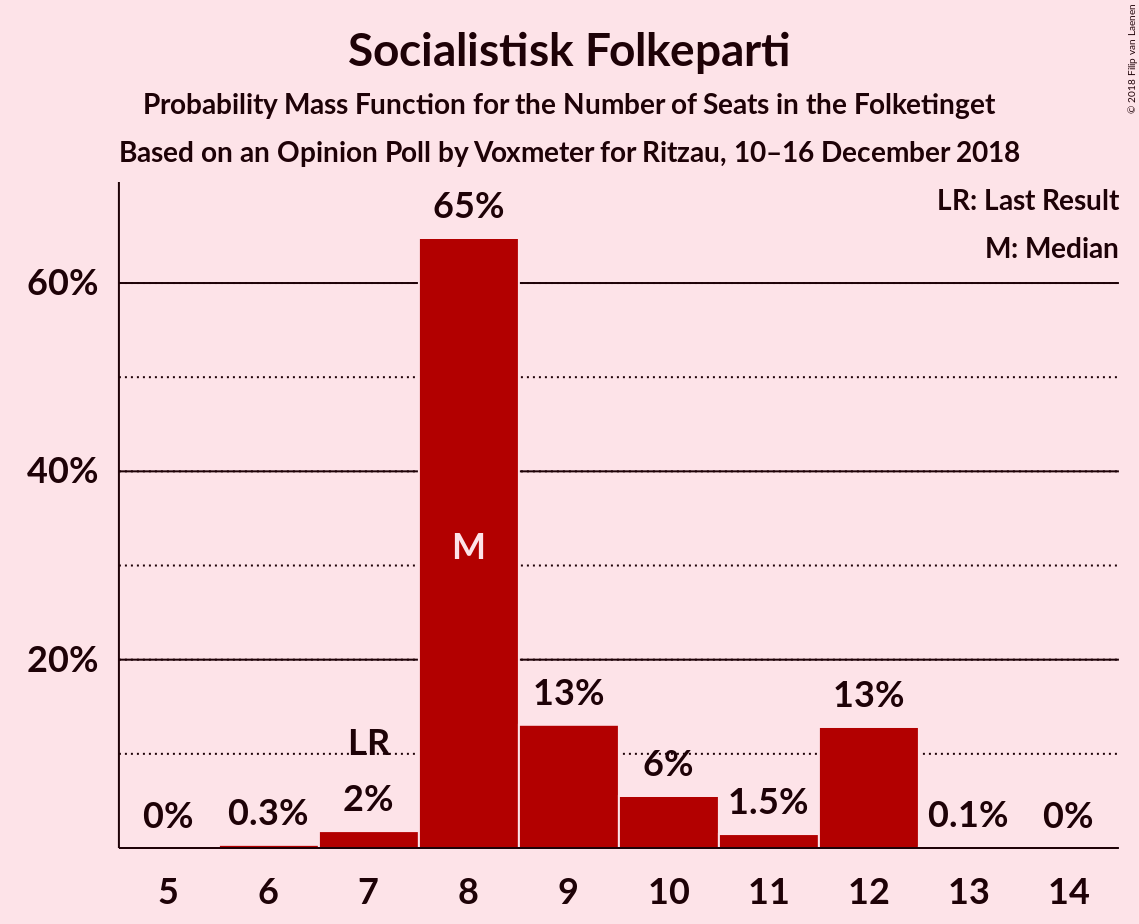 Socialistisk Folkeparti
Probability Mass Function for the Number of Seats in the Folketinget
Based on an Opinion Poll by Voxmeter for Ritzau, 10–16 December 2018
© 2018 Filip van Laenen
LR: Last Result
M: Median
60%
40%
20%
0%
0.3%
LR
2%
65%
M
13%
6%
1.5%
13%
0.1%
0%
5 6 7 8 9 10 11 12 13 14